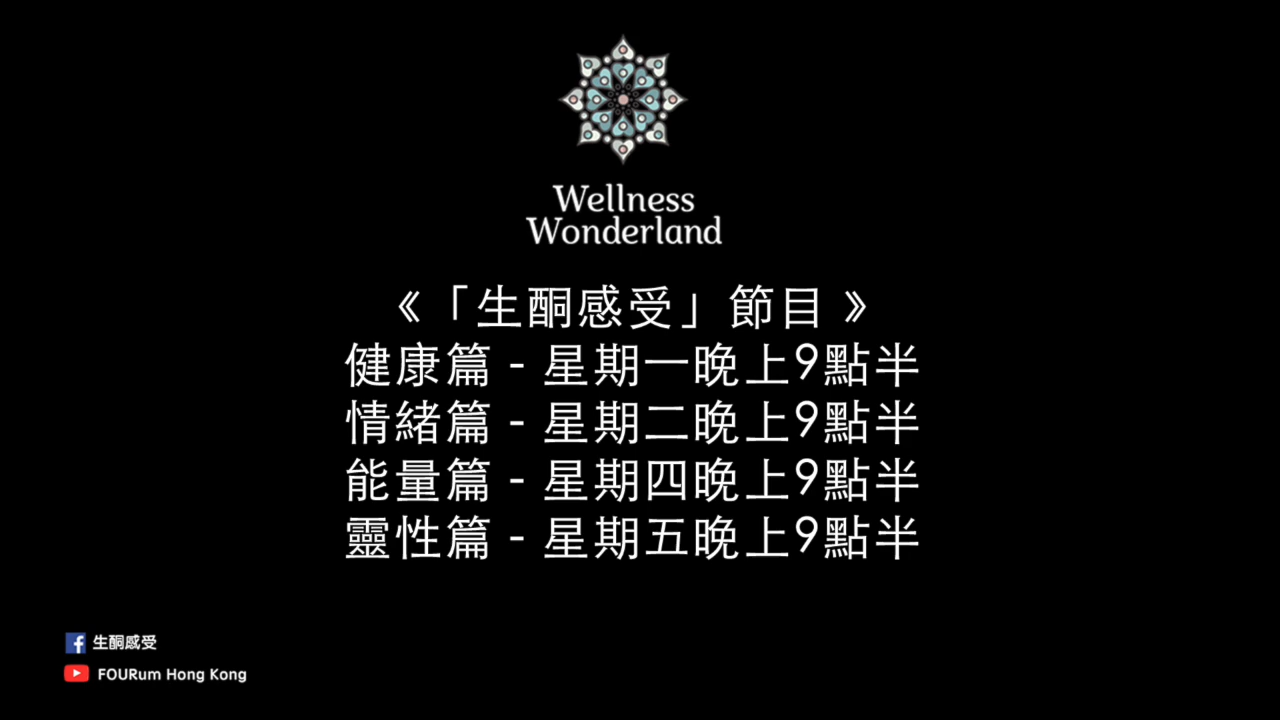 Wellness
Wonderland
《「生酮感受」節目 》
健康篇 - 星期一晚上9點半
情緒篇 - 星期二晚上9點半
能量篇 - 星期四晚上9點半
靈性篇 - 星期五晚上9點半
生酮感受
FOURum Hong Kong